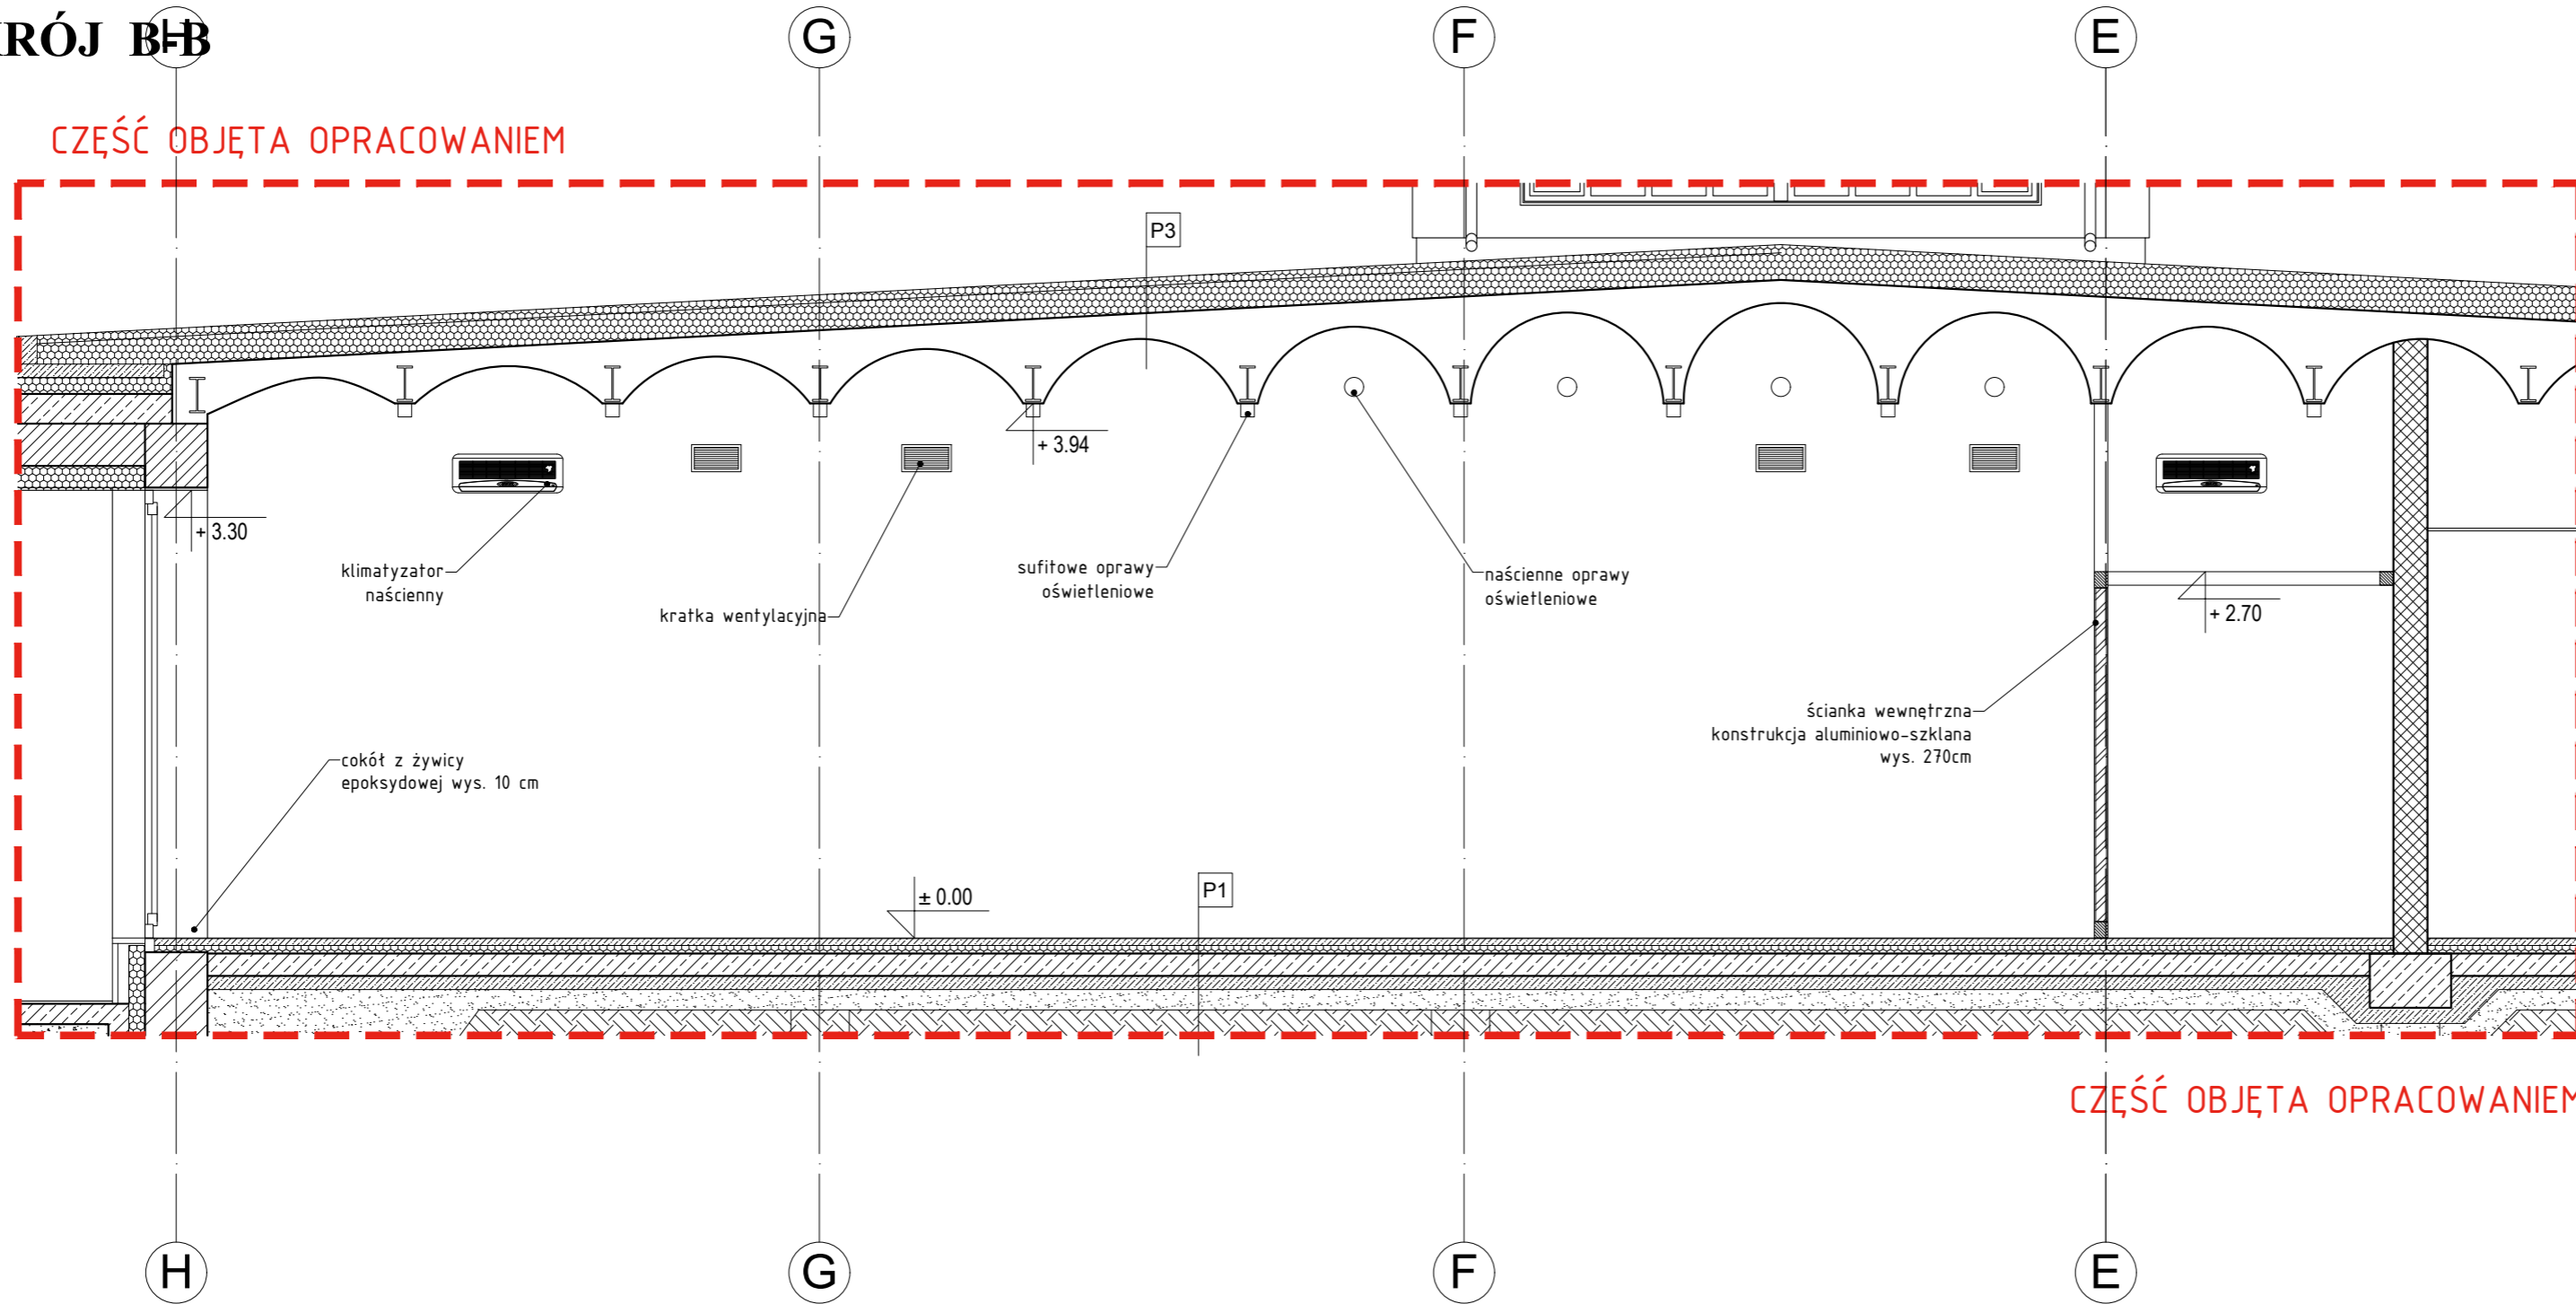 KRÓJ B-B
H
G
F
E
CZĘŚĆ OBJĘTA OPRACOWANIEM
P3
+ 3.94
+ 3.30
klimatyzator
naścienny
kratka wentylacyjna
sufitowe oprawy
oświetleniowe
naścienne oprawy
oświetleniowe
+ 2.70
ścianka wewnętrzna
konstrukcja aluminiowo-szklana
wys. 270cm
cokół z żywicy
epoksydowej wys. 10 cm
± 0.00
P1
CZĘŚĆ OBJĘTA OPRACOWANIEM
H
G
F
E